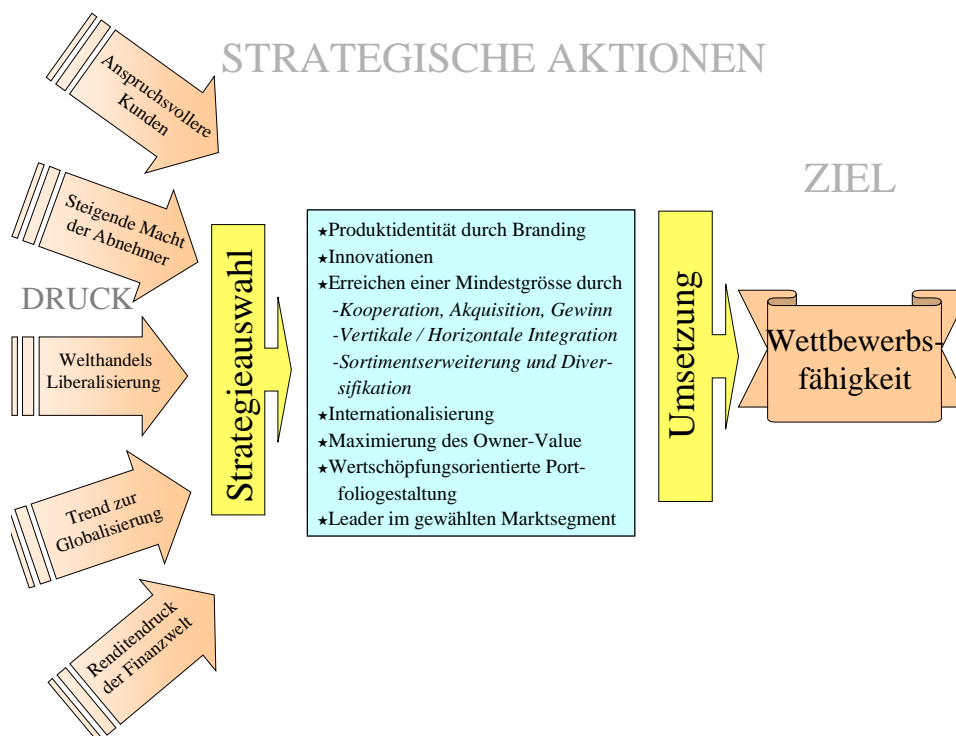 STRATEGISCHE AKTIONEN
ZIEL
DRUCK
Anspruchsvollere
Kunden
Steigende Macht
der Abnehmer
Welthandels
Liberalisierung
Trend zur
Globalisierung
Renditendruck
der Finanzwelt
Strategieauswahl
★Produktidentität durch Branding
★Innovationen
★Erreichen einer Mindestgrösse durch
-Kooperation, Akquisition, Gewinn
-Vertikale / Horizontale Integration
-Sortimentserweiterung und Diver-
sifikation
★Internationalisierung
★Maximierung des Owner-Value
★Wertschöpfungsorientierte Port-
foliogestaltung
★Leader im gewählten Marktsegment
Umsetzung
Wettbewerbs-
fähigkeit